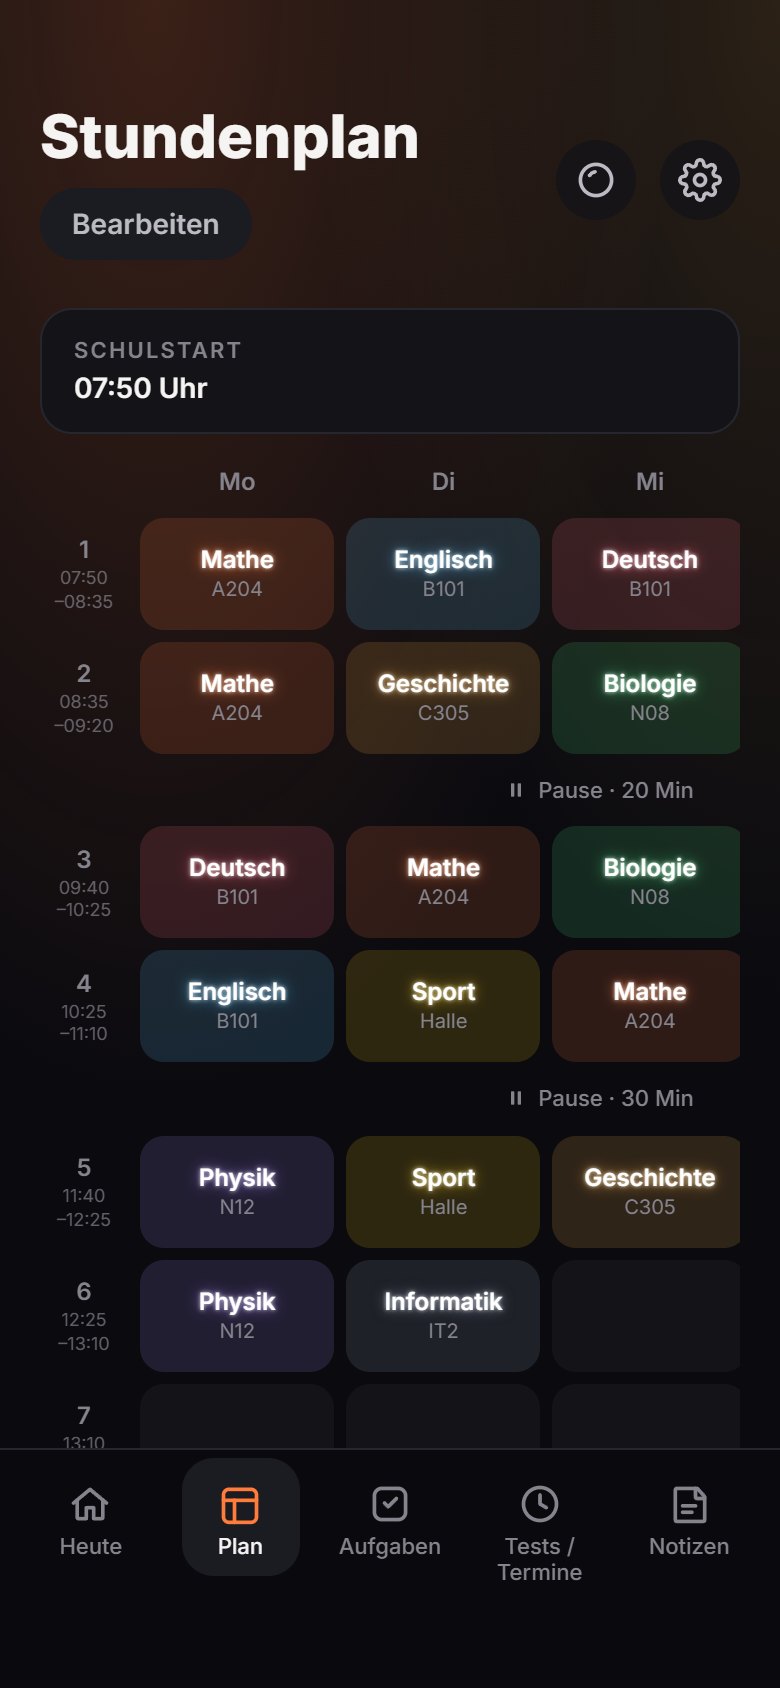 Stundenplan
Bearbeiten
SCHULSTART
07:50 Uhr
Mo Di Mi
1 07:50 –08:35
Mathe Englisch Deutsch
A204 B101 B101
2 08:35 –09:20
Mathe Geschichte Biologie
A204 C305 N08
Pause · 20 Min
3 09:40 –10:25
Deutsch Mathe Biologie
B101 A204 N08
4 10:25 –11:10
Englisch Sport Mathe
B101 Halle A204
Pause · 30 Min
5 11:40 –12:25
Physik Sport Geschichte
N12 Halle C305
6 12:25 –13:10
Physik Informatik
N12 IT2
7
13:10
Heute Plan Aufgaben Tests / Termine Notizen